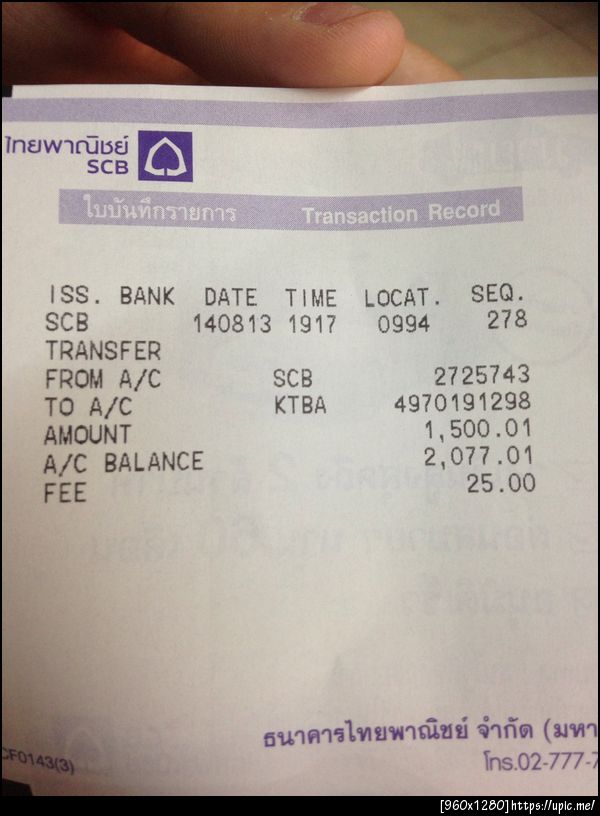 ไทยพาณิชย์
SCB
ใบบันทึกรายการ Transaction Record
ISS. BANK DATE TIME LOCAT. SEQ.
SCB 140813 1917 0994 278
TRANSFER
FROM A/C SCB 2725743
TO A/C KTBA 4970191298
AMOUNT 1,500.01
A/C BALANCE 2,077.01
FEE 25.00
ธนาคารไทยพาณิชย์ จำกัด (มหา
CF0143(3) โทร.02-777-7
[960x1280]https://upic.me/